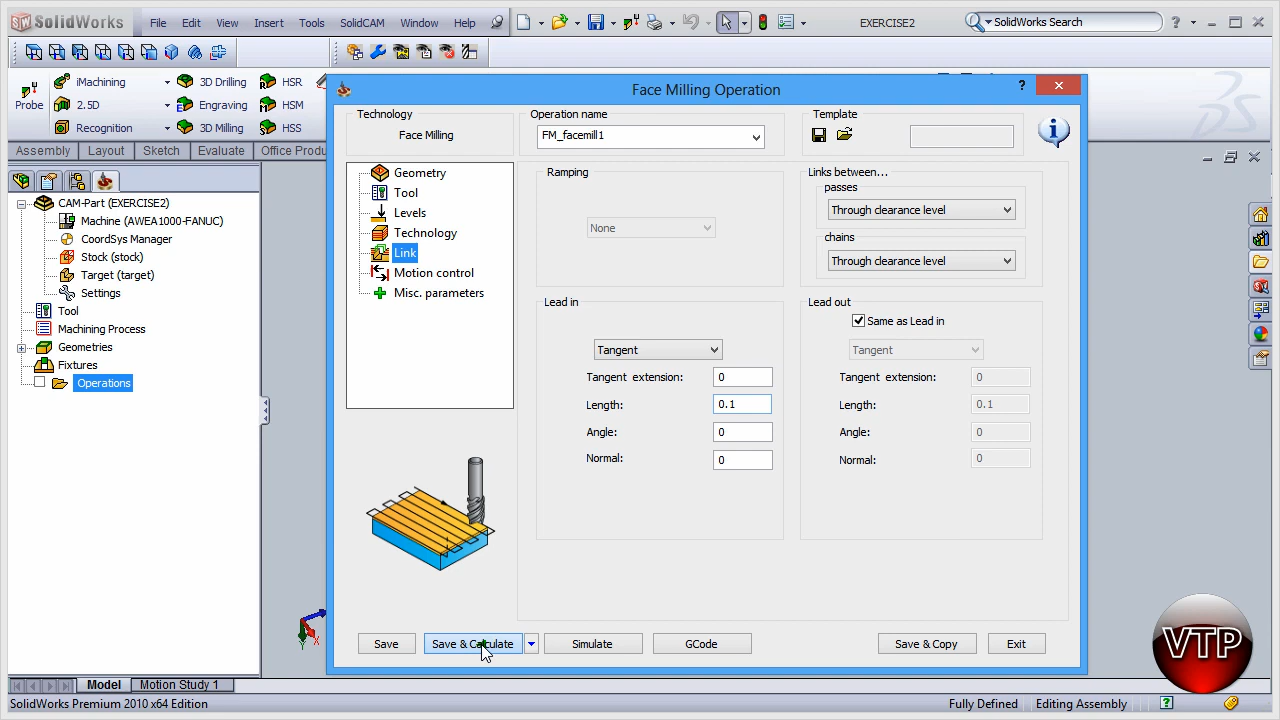 SolidWorks File Edit View Insert Tools SolidCAM Window Help EXERCISE2 SolidWorks Search ?
Probe
iMachining 3D Drilling HSR
2.5D Engraving HSM
Recognition 3D Milling HSS
Assembly Layout Sketch Evaluate Office Produ
CAM-Part (EXERCISE2)
Machine (AWEA1000-FANUC)
CoordSys Manager
Stock (stock)
Target (target)
Settings
Tool
Machining Process
Geometries
Fixtures
Operations
Face Milling Operation ?
Technology
Face Milling
Operation name
FM_facemill1
Template
Geometry
Tool
Levels
Technology
Link
Motion control
Misc. parameters
Ramping
None
Links between...
passes
Through clearance level
chains
Through clearance level
Lead in
Tangent
Tangent extension: 0
Length: 0.1
Angle: 0
Normal: 0
Lead out
Same as Lead in
Tangent
Tangent extension: 0
Length: 0.1
Angle: 0
Normal: 0
Save Save & Calculate Simulate GCode Save & Copy Exit
VTP
Model Motion Study 1
SolidWorks Premium 2010 x64 Edition Fully Defined Editing Assembly ?